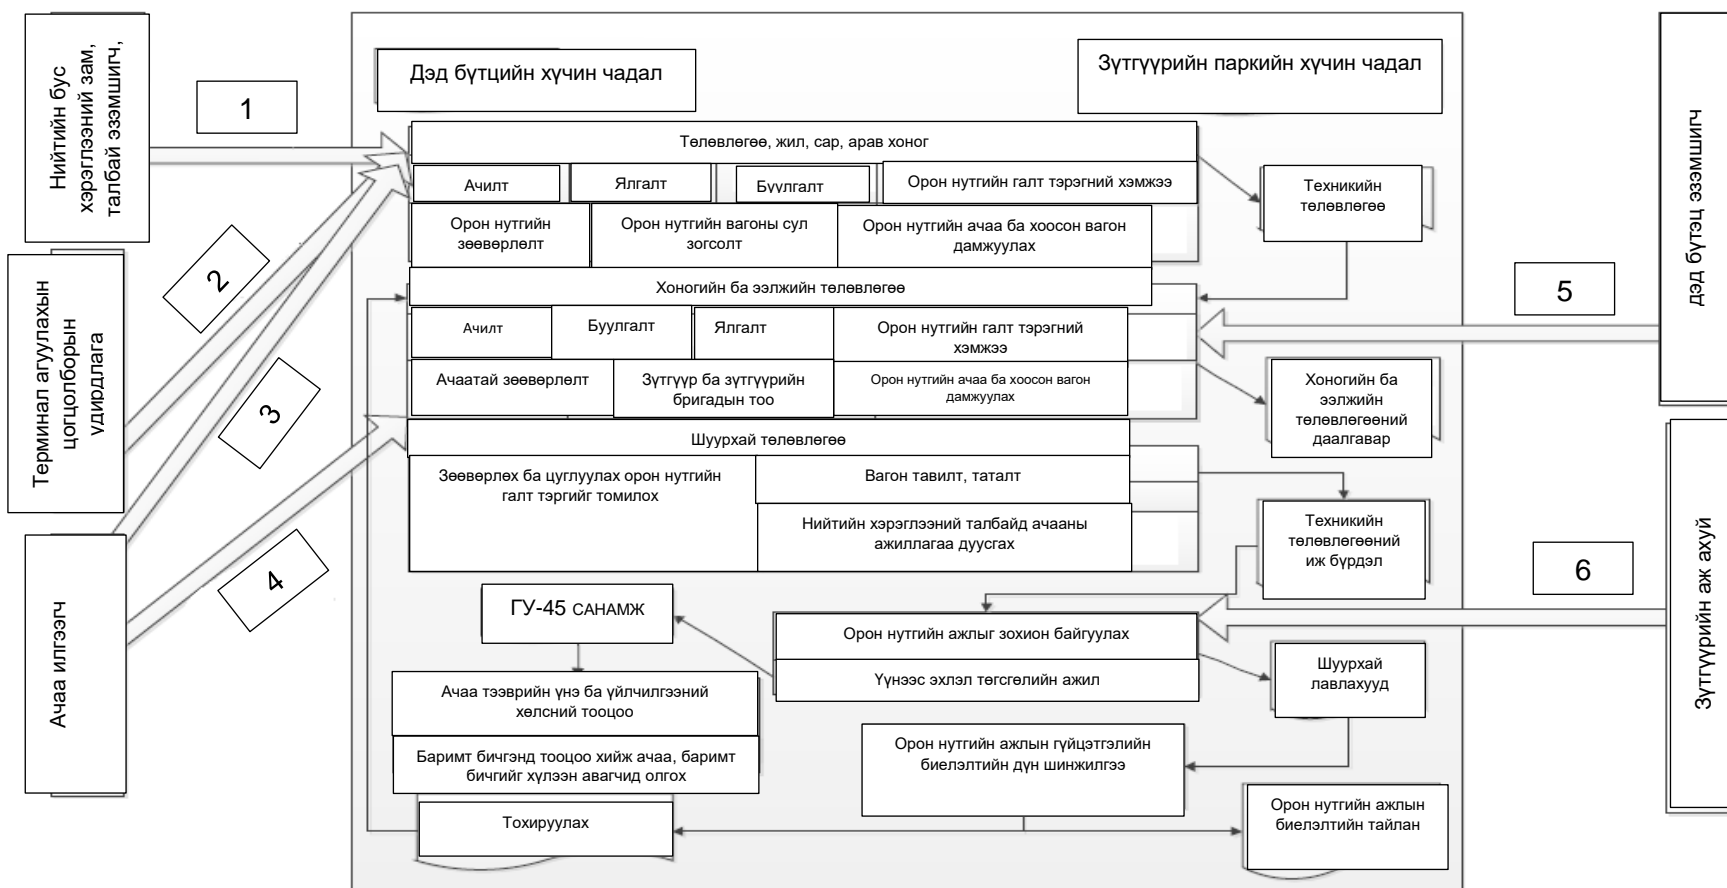 Нийтийн бус
хэрэглээний зам,
талбай эзэмшигч,
Терминал агуулахын
цогцолборын
удирдлага
Ачаа илгээгч
1
2
3
4
Дэд бүтцийн хүчин чадал
Зүтгүүрийн паркийн хүчин чадал
Төлөвлөгөө, жил, сар, арав хоног
Ачилт
Ялгалт
Буулгалт
Орон нутгийн галт тэрэгний хэмжээ
Орон нутгийн
зөөвөрлөлт
Орон нутгийн вагоны сул
зогсолт
Орон нутгийн ачаа ба хоосон вагон
дамжуулах
Техникийн
төлөвлөгөө
Хоногийн ба ээлжийн төлөвлөгөө
Ачилт
Буулгалт
Ялгалт
Орон нутгийн галт тэрэгний
хэмжээ
Ачаатай зөөвөрлөлт
Зүтгүүр ба зүтгүүрийн
бригадын тоо
Орон нутгийн ачаа ба хоосон вагон
дамжуулах
Хоногийн ба
ээлжийн
төлөвлөгөөний
даалгавар
Шуурхай төлөвлөгөө
Зөөвөрлөх ба цуглуулах орон нутгийн
галт тэргийг томилох
Вагон тавилт, таталт
Нийтийн хэрэглээний талбайд ачааны
ажиллагаа дуусгах
Техникийн
төлөвлөгөөний
иж бүрдэл
ГУ-45 САНАМЖ
Орон нутгийн ажлыг зохион байгуулах
Үүнээс эхлэл төгсгөлийн ажил
Шуурхай
лавлахууд
Ачаа тээврийн үнэ ба үйлчилгээний
хөлсний тооцоо
Баримт бичгэнд тооцоо хийж ачаа, баримт
бичгийг хүлээн авагчид олгох
Тохируулах
Орон нутгийн ажлын гүйцэтгэлийн
биелэлтийн дүн шинжилгээ
Орон нутгийн ажлын
биелэлтийн тайлан
5
6
дэд бүтэц эзэмшигч
Зүтгүүрийн аж ахуй